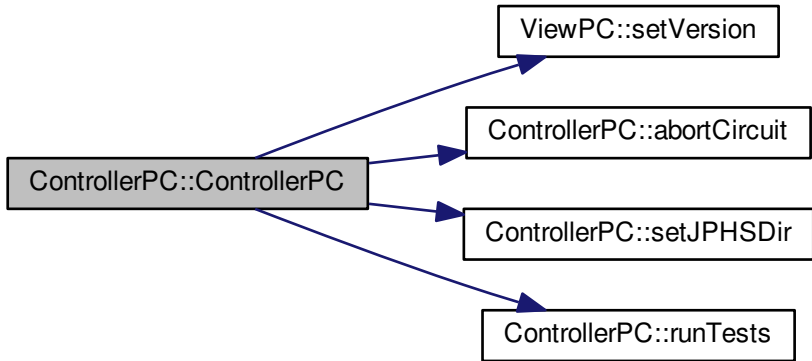 ViewPC::setVersion
ControllerPC::abortCircuit
ControllerPC::ControllerPC
ControllerPC::setJPHSDir
ControllerPC::runTests